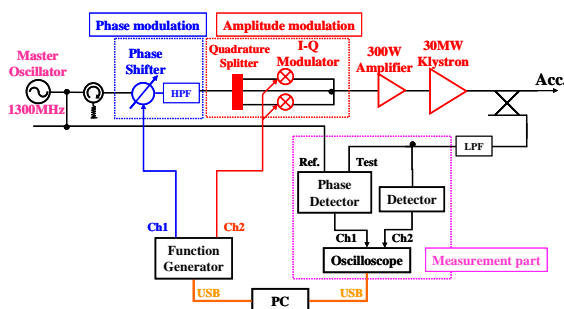 Phase modulation
Amplitude modulation
Master
Oscillator
1300MHz
Phase
Shifter
HPF
Quadrature
Splitter
I-Q
Modulator
300W
Amplifier
30MW
Klystron
Acc.
LPF
Ref.
Test
Phase
Detector
Detector
Ch1
Ch2
Ch1
Ch2
Function
Generator
Oscilloscope
Measurement part
USB
PC
USB